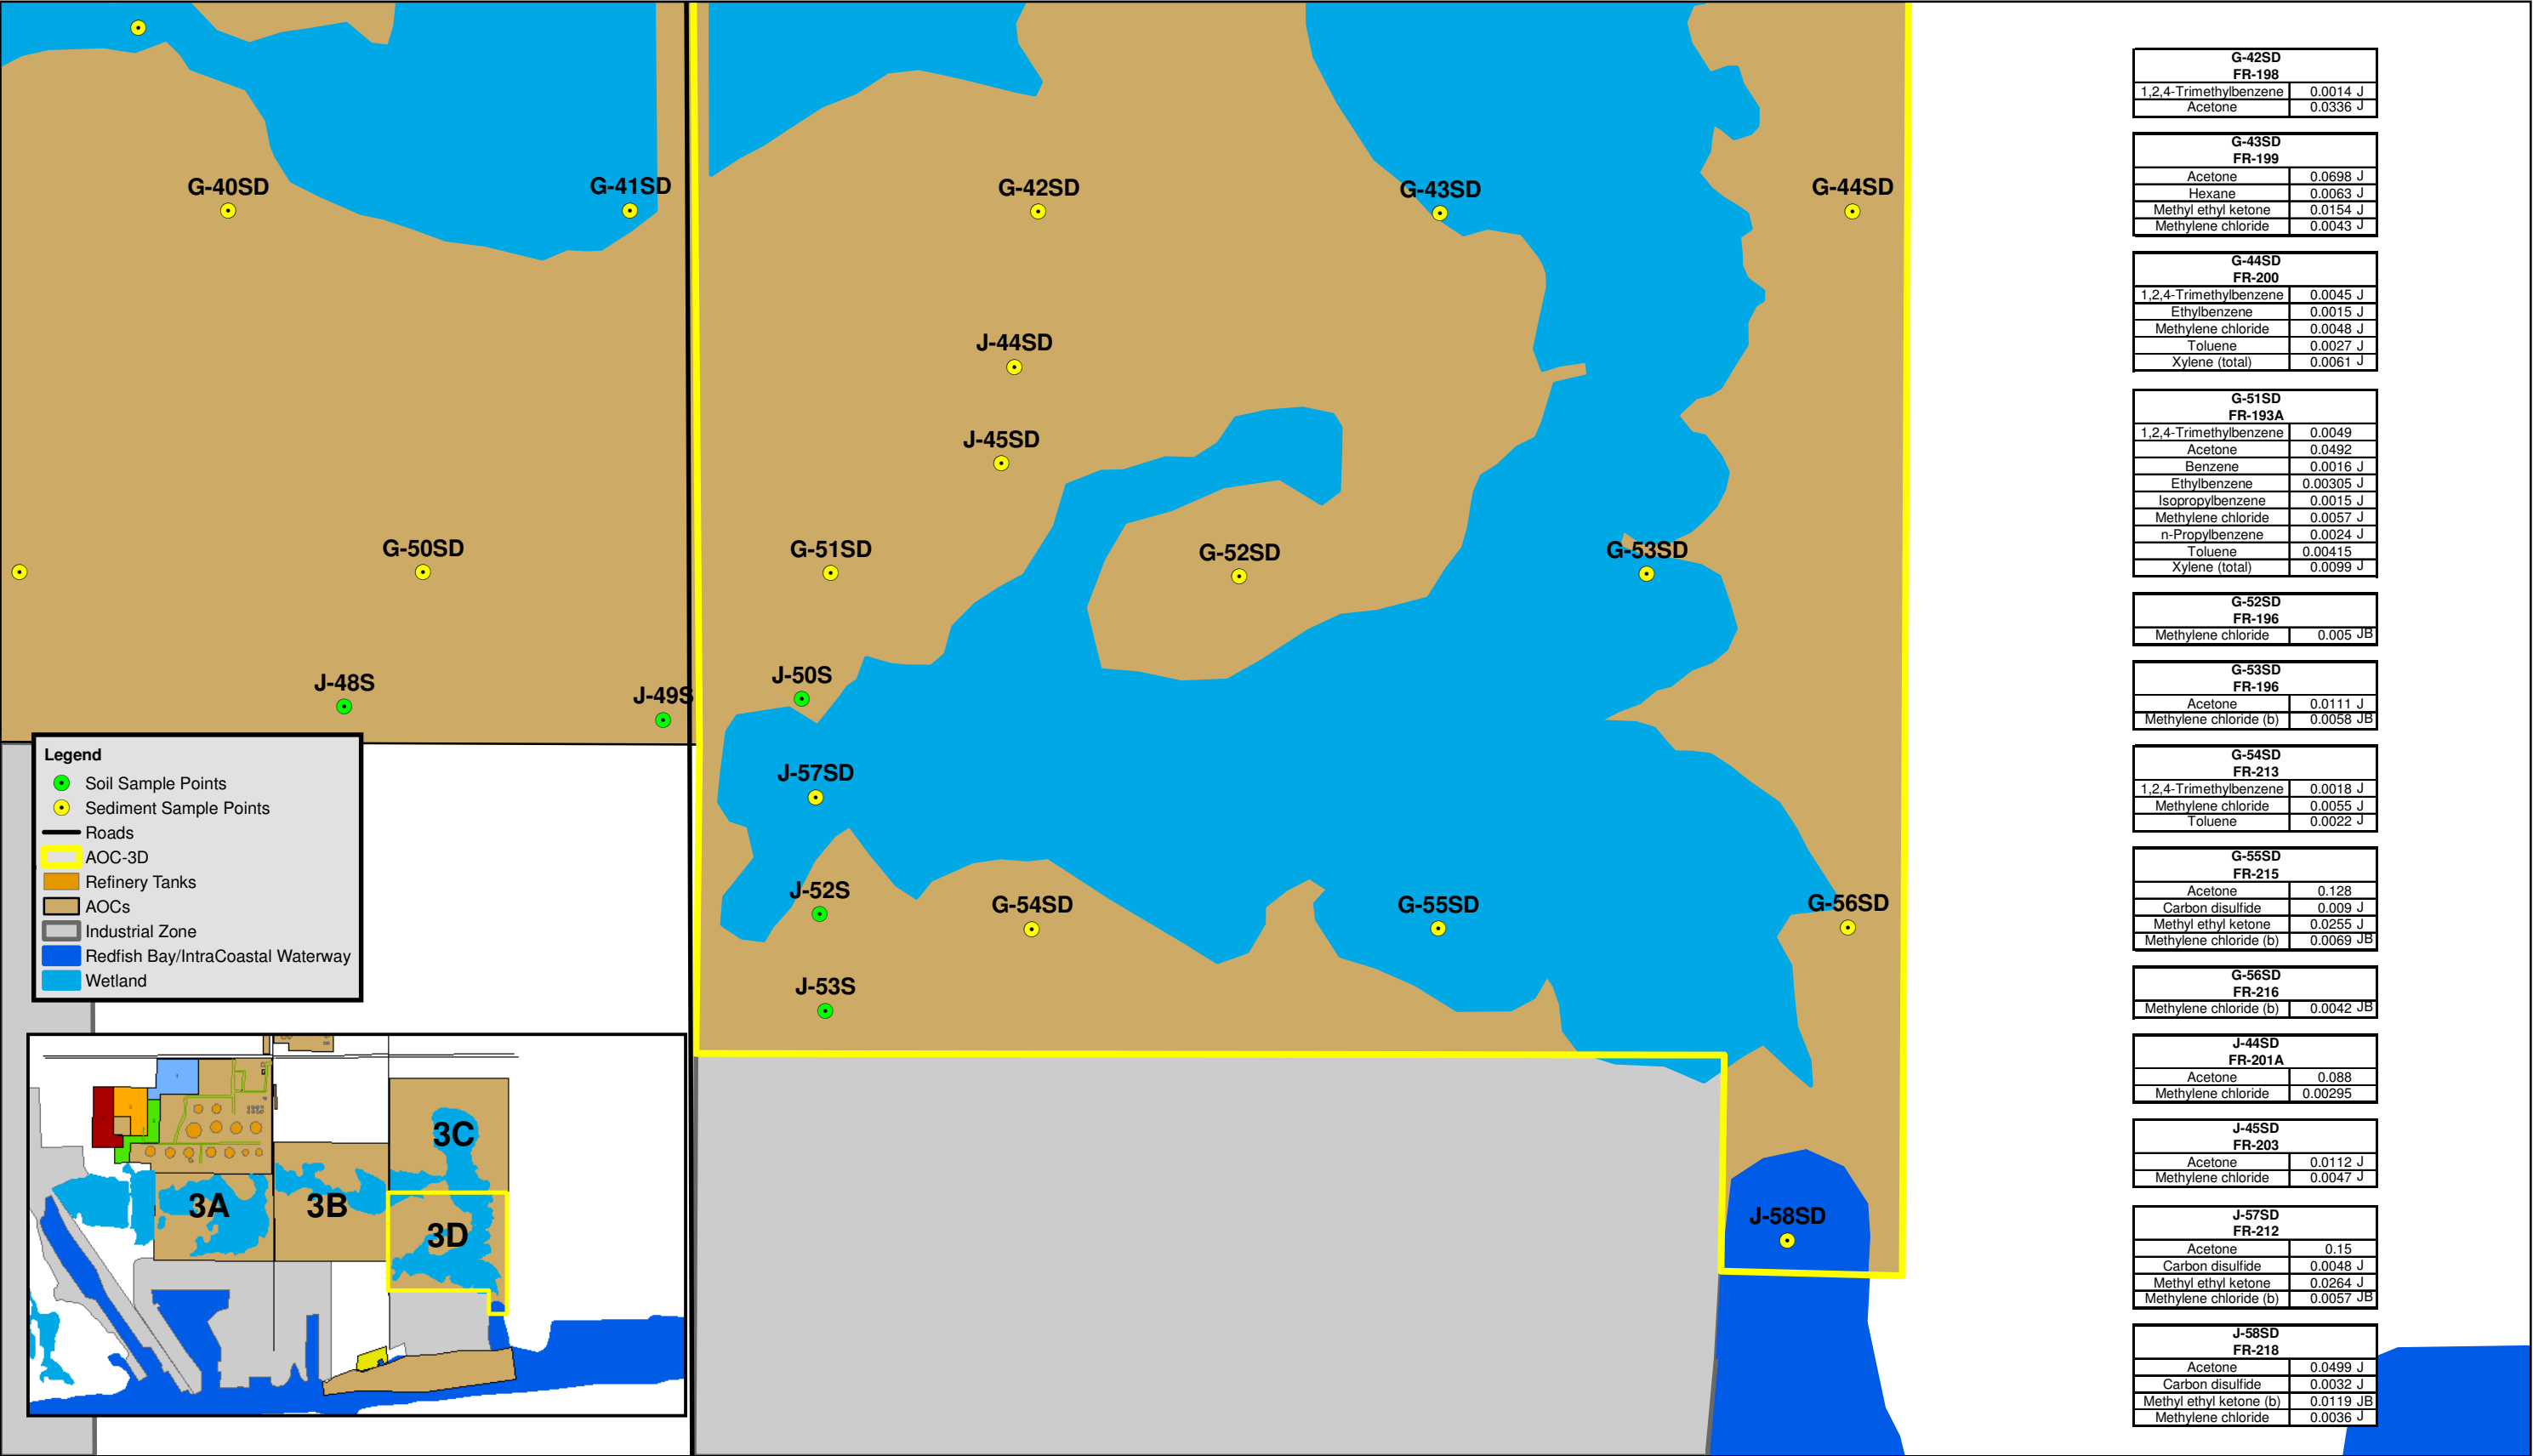 G-40SD
G-41SD
G-42SD
G-43SD
G-44SD
J-44SD
J-45SD
G-50SD
G-51SD
G-52SD
G-53SD
J-48S
J-49S
J-50S
J-57SD
J-52S
G-54SD
G-55SD
G-56SD
J-53S
J-58SD
Legend
Soil Sample Points
Sediment Sample Points
Roads
AOC-3D
Refinery Tanks
AOCs
Industrial Zone
Redfish Bay/IntraCoastal Waterway
Wetland
3A
3B
3C
3D
G-42SD
FR-198
1,2,4-Trimethylbenzene 0.0014 J
Acetone 0.0336 J
G-43SD
FR-199
Acetone 0.0698 J
Hexane 0.0063 J
Methyl ethyl ketone 0.0154 J
Methylene chloride 0.0043 J
G-44SD
FR-200
1,2,4-Trimethylbenzene 0.0045 J
Ethylbenzene 0.0015 J
Methylene chloride 0.0048 J
Toluene 0.0027 J
Xylene (total) 0.0061 J
G-51SD
FR-193A
1,2,4-Trimethylbenzene 0.0049
Acetone 0.0492
Benzene 0.0016 J
Ethylbenzene 0.00305 J
Isopropylbenzene 0.0015 J
Methylene chloride 0.0057 J
n-Propylbenzene 0.0024 J
Toluene 0.00415
Xylene (total) 0.0099 J
G-52SD
FR-196
Methylene chloride 0.005 JB
G-53SD
FR-196
Acetone 0.0111 J
Methylene chloride (b) 0.0058 JB
G-54SD
FR-213
1,2,4-Trimethylbenzene 0.0018 J
Methylene chloride 0.0055 J
Toluene 0.0022 J
G-55SD
FR-215
Acetone 0.128
Carbon disulfide 0.009 J
Methyl ethyl ketone 0.0255 J
Methylene chloride (b) 0.0069 JB
G-56SD
FR-216
Methylene chloride (b) 0.0042 JB
J-44SD
FR-201A
Acetone 0.088
Methylene chloride 0.00295
J-45SD
FR-203
Acetone 0.0112 J
Methylene chloride 0.0047 J
J-57SD
FR-212
Acetone 0.15
Carbon disulfide 0.0048 J
Methyl ethyl ketone 0.0264 J
Methylene chloride (b) 0.0057 JB
J-58SD
FR-218
Acetone 0.0499 J
Carbon disulfide 0.0032 J
Methyl ethyl ketone (b) 0.0119 JB
Methylene chloride 0.0036 J